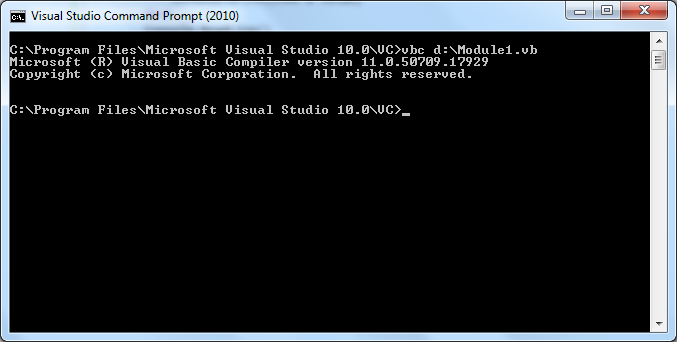 Visual Studio Command Prompt (2010)
C:\Program Files\Microsoft Visual Studio 10.0\VC>vbc d:\Module1.vb
Microsoft (R) Visual Basic Compiler version 11.0.50709.17929
Copyright (c) Microsoft Corporation.  All rights reserved.
C:\Program Files\Microsoft Visual Studio 10.0\VC>_